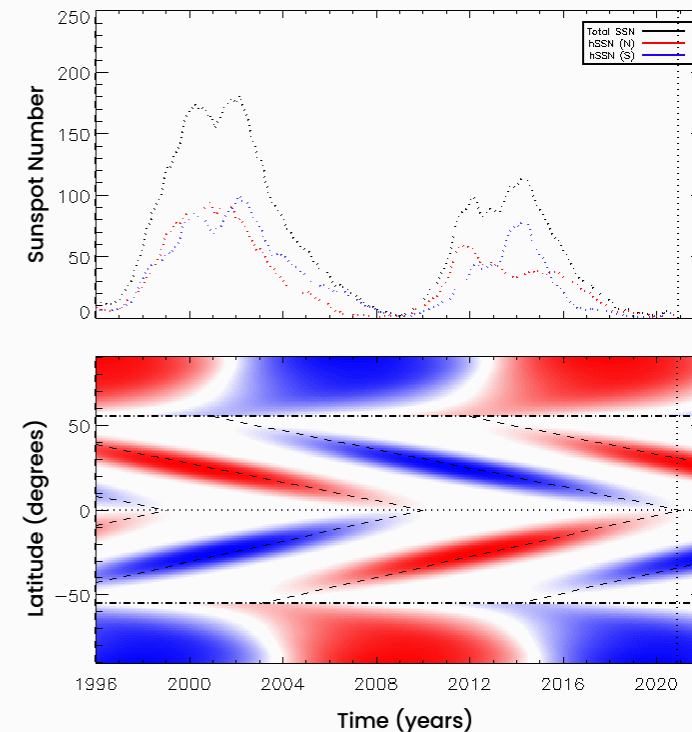 250
200
150
100
50
0
Sunspot Number
Total SSN
hSSN (N)
hSSN (S)
50
0
−50
Latitude (degrees)
1996 2000 2004 2008 2012 2016 2020
Time (years)